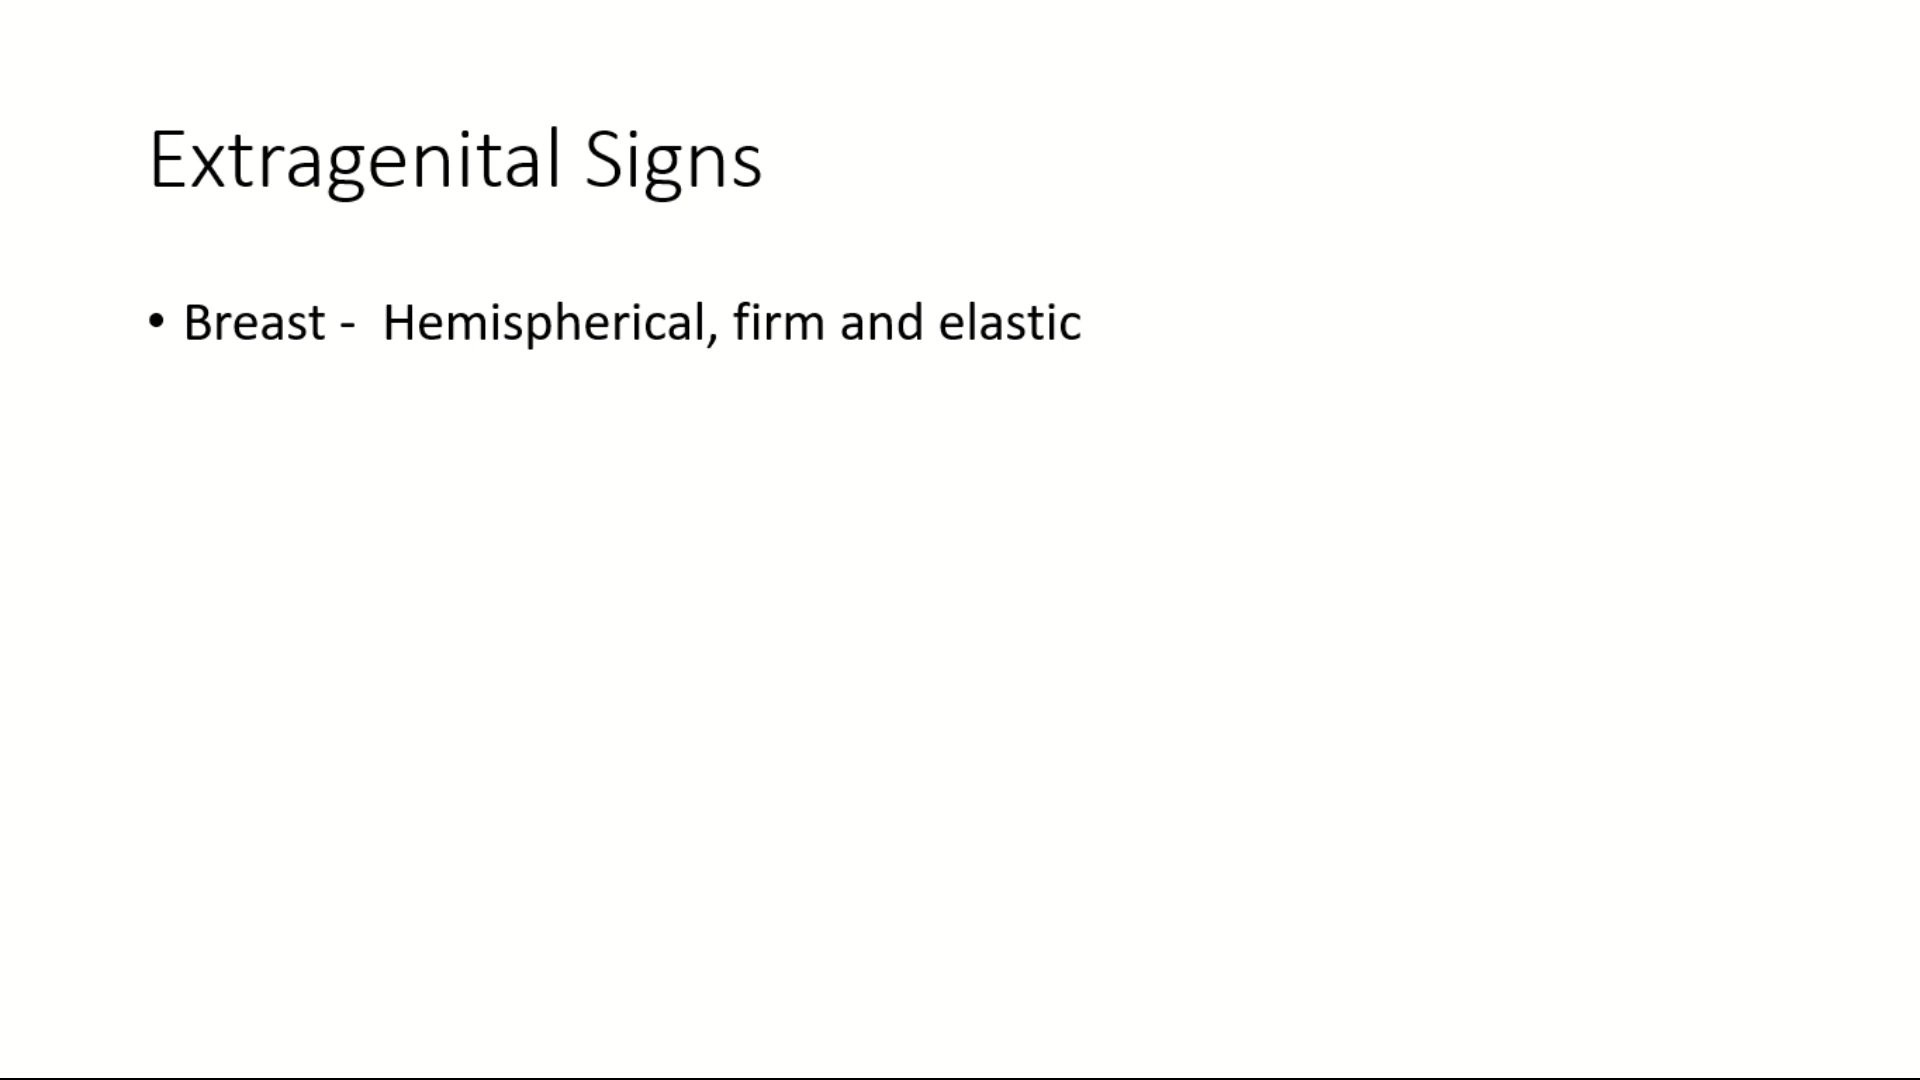 Extragenital Signs
• Breast -  Hemispherical, firm and elastic